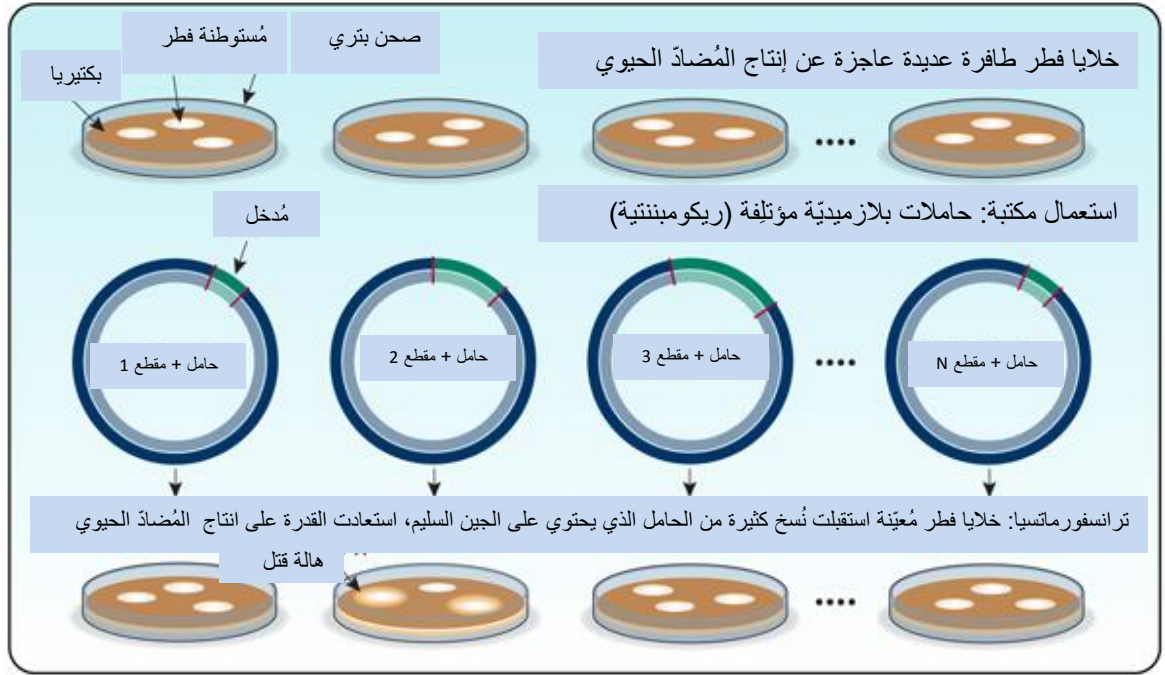 صحن بتري
مُستوطنة فطر
بكتيريا
خلايا فطر طافرة عديدة عاجزة عن إنتاج المُضادّ الحيوي
....
مُدخل
استعمال مكتبة: حاملات بلازميديّة مؤتلِفة (ريكومبننتية)
حامل + مقطع 1
حامل + مقطع 2
حامل + مقطع 3
....
حامل + مقطع N
ترانسفورماتسيا: خلايا فطر مُعيّنة استقبلت نُسخ كثيرة من الحامل الذي يحتوي على الجين السليم، استعادت القدرة على انتاج المُضادّ الحيوي
هالة قتل
....